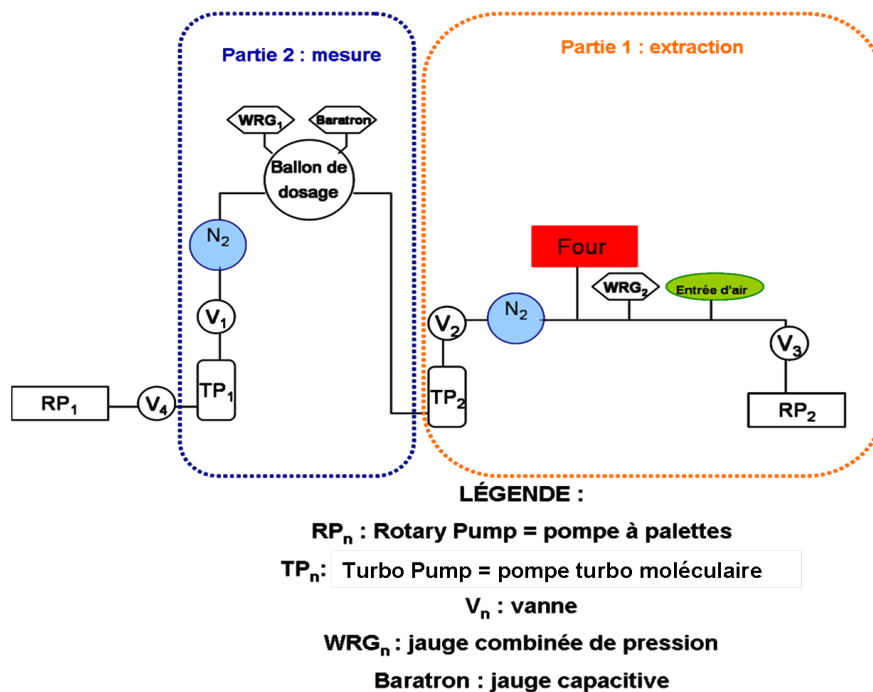 Partie 2 : mesure
Partie 1 : extraction
WRG₁
Baratron
Ballon de
dosage
N₂
V₁
TP₁
RP₁
V₄
Four
WRG₂
Entrée d'air
N₂
V₂
TP₂
V₃
RP₂
LÉGENDE :
RPₙ : Rotary Pump = pompe à palettes
TPₙ: Turbo Pump = pompe turbo moléculaire
Vₙ : vanne
WRGₙ : jauge combinée de pression
Baratron : jauge capacitive